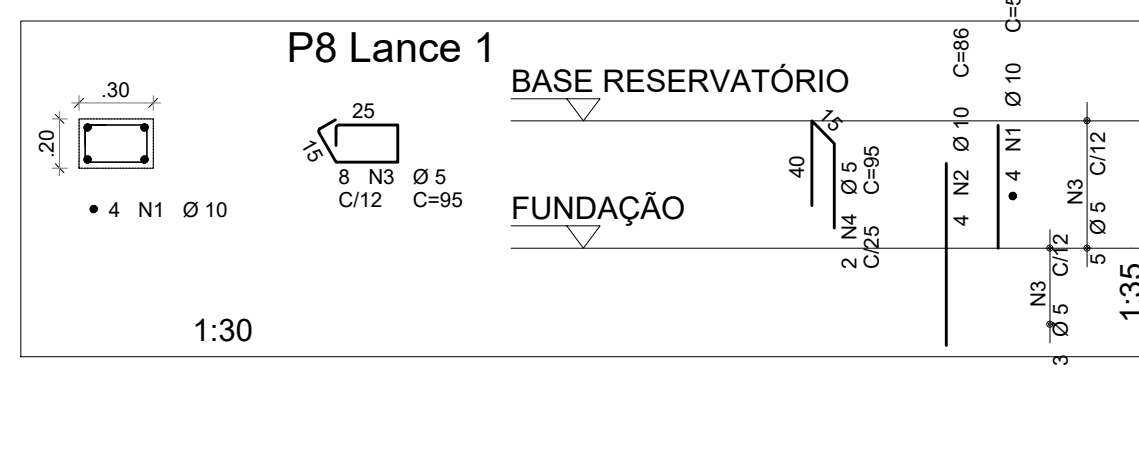 P8 Lance 1
.30
.20
• 4 N1 Ø 10
1:30
25
15
8 N3 Ø 5
C/12 C=95
BASE RESERVATÓRIO
FUNDAÇÃO
15
40
2 N4 Ø 5
C/25 C=95
4 N2 Ø 10 C=86
• 4 N1 Ø 10
3 Ø 5
N3 C/12
5 Ø 5
N3 C/12
1:35